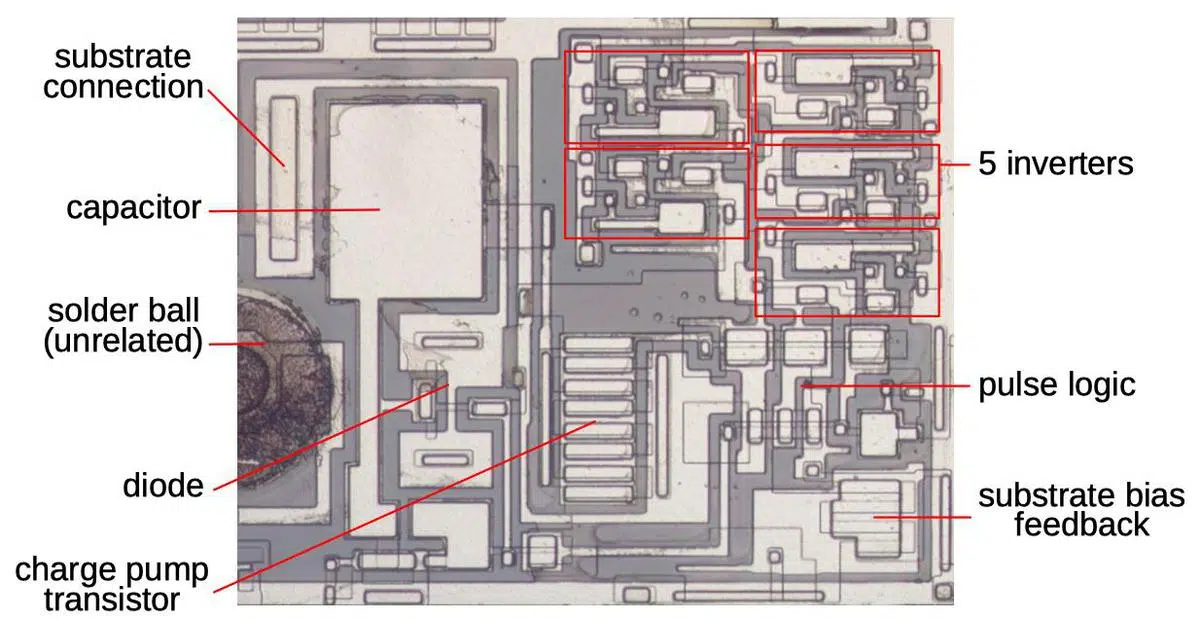 substrate
connection
capacitor
solder ball
(unrelated)
diode
charge pump
transistor
5 inverters
pulse logic
substrate bias
feedback